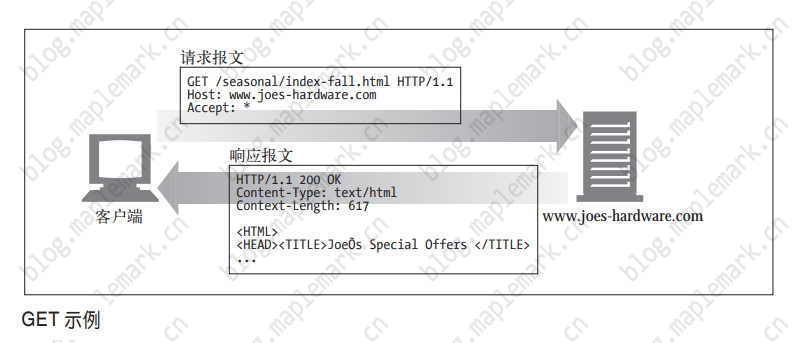 请求报文
GET /seasonal/index-fall.html HTTP/1.1
Host: www.joes-hardware.com
Accept: *
响应报文
HTTP/1.1 200 OK
Content-Type: text/html
Context-Length: 617
<HTML>
<HEAD><TITLE>JoeÕs Special Offers </TITLE>
...
客户端
www.joes-hardware.com
GET 示例
blog.maplemark.cn